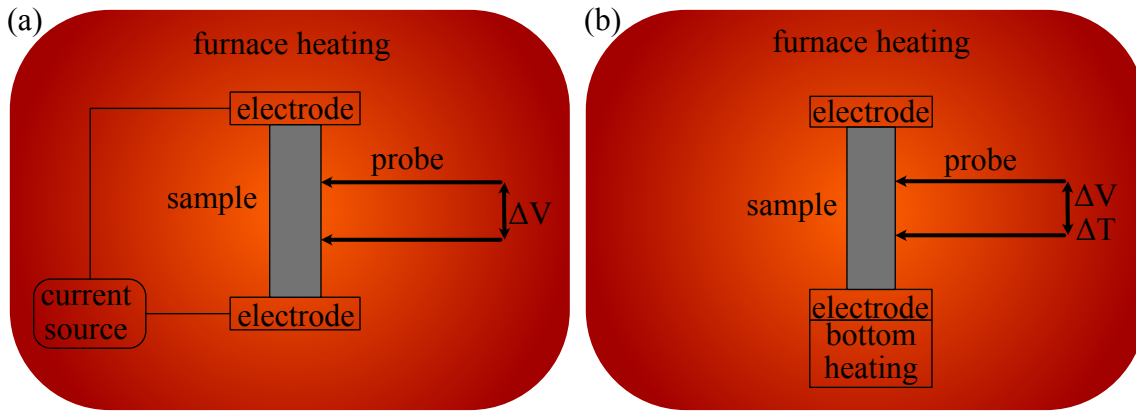 (a)
furnace heating
electrode
probe
sample
ΔV
current
source
electrode
(b)
furnace heating
electrode
probe
sample
ΔV
ΔT
electrode
bottom
heating